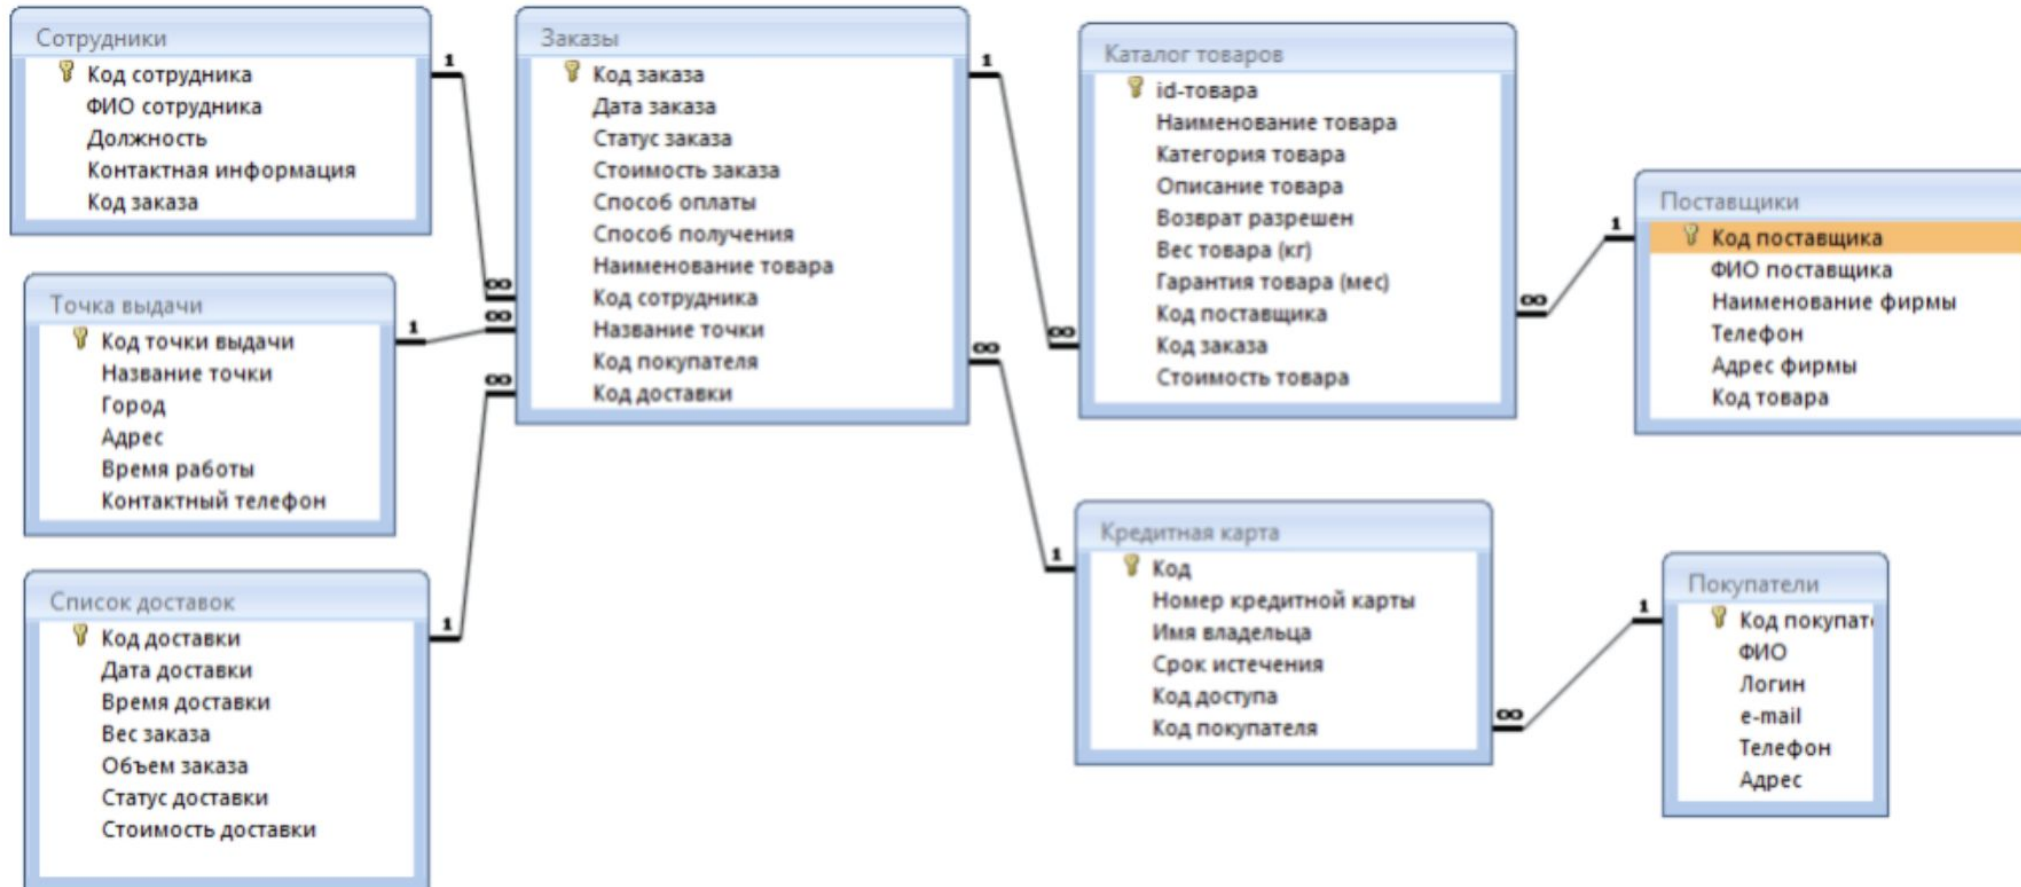 Сотрудники
Код сотрудника
ФИО сотрудника
Должность
Контактная информация
Код заказа
1
∞
Точка выдачи
Код точки выдачи
Название точки
Город
Адрес
Время работы
Контактный телефон
1
∞
Список доставок
Код доставки
Дата доставки
Время доставки
Вес заказа
Объем заказа
Статус доставки
Стоимость доставки
1
∞
Заказы
Код заказа
Дата заказа
Статус заказа
Стоимость заказа
Способ оплаты
Способ получения
Наименование товара
Код сотрудника
Название точки
Код покупателя
Код доставки
1
∞
∞
1
Каталог товаров
id-товара
Наименование товара
Категория товара
Описание товара
Возврат разрешен
Вес товара (кг)
Гарантия товара (мес)
Код поставщика
Код заказа
Стоимость товара
∞
1
Поставщики
Код поставщика
ФИО поставщика
Наименование фирмы
Телефон
Адрес фирмы
Код товара
Кредитная карта
Код
Номер кредитной карты
Имя владельца
Срок истечения
Код доступа
Код покупателя
∞
1
Покупатели
Код покупат
ФИО
Логин
e-mail
Телефон
Адрес